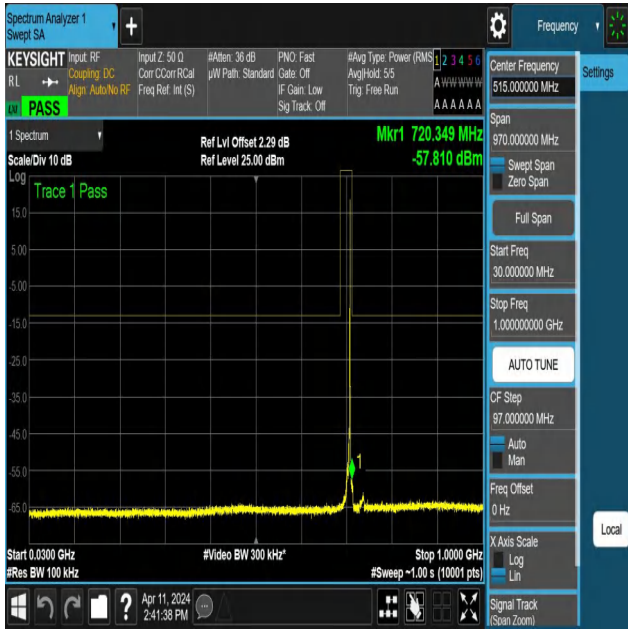 Spectrum Analyzer 1
Swept SA
+
Frequency
KEYSIGHT
RL
PASS
Input: RF
Coupling: DC
Align: Auto/No RF
Input Z: 50 Ω
Corr CCorr RCal
Freq Ref: Int (S)
#Atten: 36 dB
µW Path: Standard
PNO: Fast
Gate: Off
IF Gain: Low
Sig Track: Off
#Avg Type: Power (RMS
Avg|Hold: 5/5
Trig: Free Run
1 2 3 4 5 6
A W W W W W
A A A A A A
Center Frequency
515.000000 MHz
Settings
Span
970.000000 MHz
Swept Span
Zero Span
Full Span
Start Freq
30.000000 MHz
Stop Freq
1.000000000 GHz
AUTO TUNE
CF Step
97.000000 MHz
Auto
Man
Freq Offset
0 Hz
X Axis Scale
Log
Lin
Signal Track
(Span Zoom)
Local
1 Spectrum
Scale/Div 10 dB
Ref Lvl Offset 2.29 dB
Ref Level 25.00 dBm
Mkr1 720.349 MHz
-57.810 dBm
Log
Trace 1 Pass
15.0
5.00
-5.00
-15.0
-25.0
-35.0
-45.0
-55.0
-65.0
1
Start 0.0300 GHz
#Video BW 300 kHz*
Stop 1.0000 GHz
#Res BW 100 kHz
#Sweep ~1.00 s (10001 pts)
?
Apr 11, 2024
2:41:38 PM